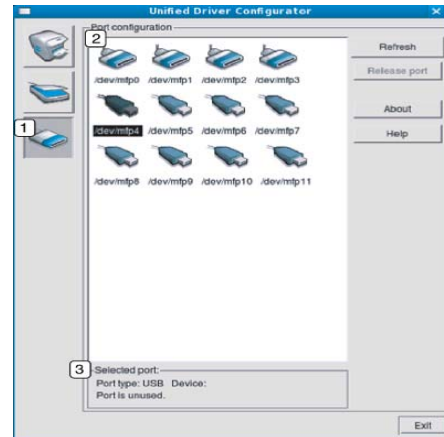 Unified Driver Configurator
Port configuration
2
/dev/mfp0 /dev/mfp1 /dev/mfp2 /dev/mfp3
/dev/mfp4 /dev/mfp5 /dev/mfp6 /dev/mfp7
/dev/mfp8 /dev/mfp9 /dev/mfp10 /dev/mfp11
Refresh
Release port
About
Help
1
3
Selected port:
Port type: USB Device:
Port is unused.
Exit